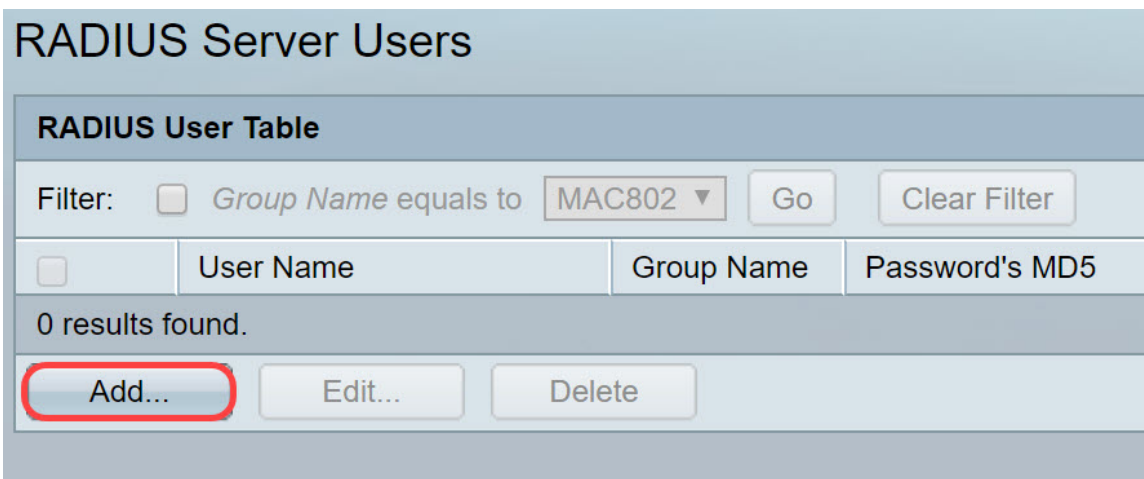 RADIUS Server Users
RADIUS User Table
Filter: Group Name equals to MAC802 Go Clear Filter
User Name Group Name Password's MD5
0 results found.
Add... Edit... Delete